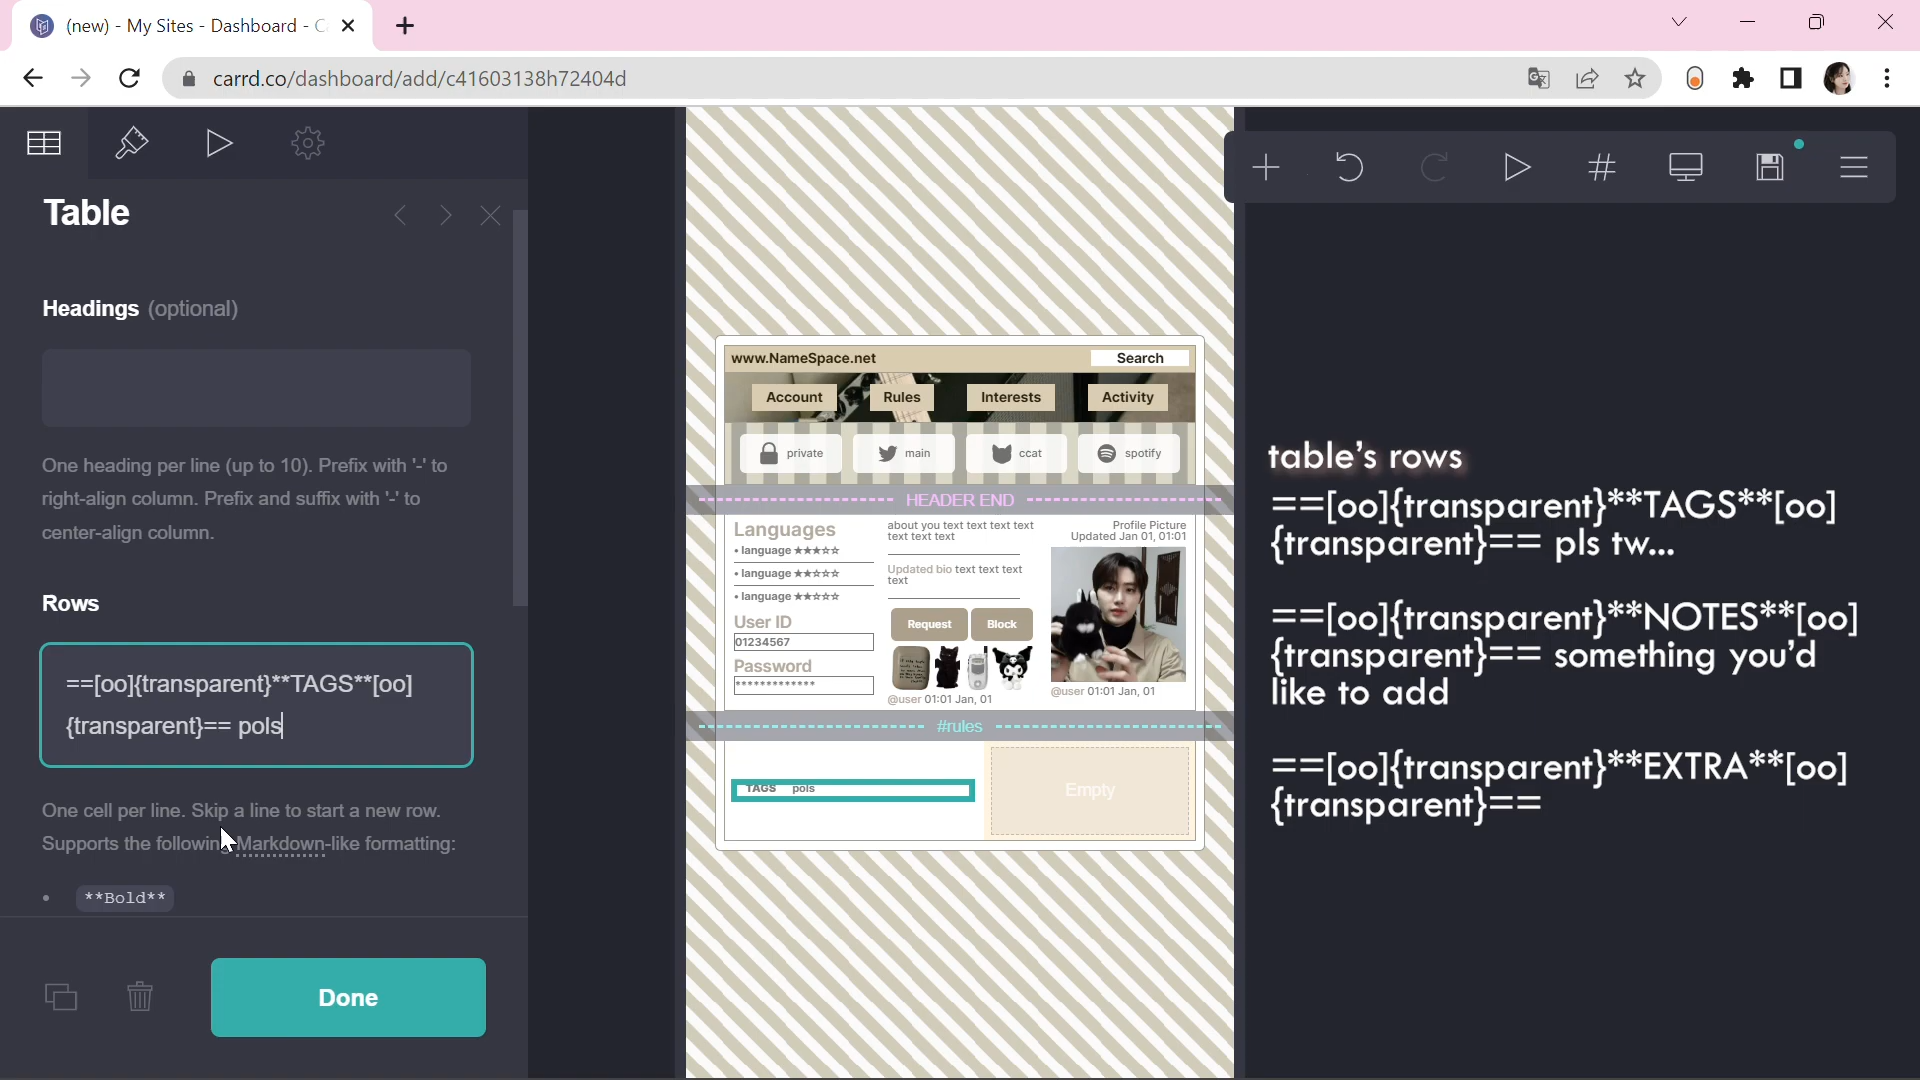 (new) - My Sites - Dashboard - C
carrd.co/dashboard/add/c41603138h72404d
Table
Headings (optional)
One heading per line (up to 10). Prefix with '-' to
right-align column. Prefix and suffix with '-' to
center-align column.
Rows
==[oo]{transparent}**TAGS**[oo]
{transparent}== pols
One cell per line. Skip a line to start a new row.
Supports the following Markdown-like formatting:
• **Bold**
Done
www.NameSpace.net
Search
Account
Rules
Interests
Activity
private
main
ccat
spotify
HEADER END
Languages
• language ★★★☆☆
• language ★★☆☆☆
• language ★★☆☆☆
User ID
01234567
Password
*************
about you text text text text
text text text
Updated bio text text text
text
Request
Block
@user 01:01 Jan, 01
Profile Picture
Updated Jan 01, 01:01
@user 01:01 Jan, 01
#rules
TAGS pols
Empty
table's rows
==[oo]{transparent}**TAGS**[oo]
{transparent}== pls tw...
==[oo]{transparent}**NOTES**[oo]
{transparent}== something you'd
like to add
==[oo]{transparent}**EXTRA**[oo]
{transparent}==